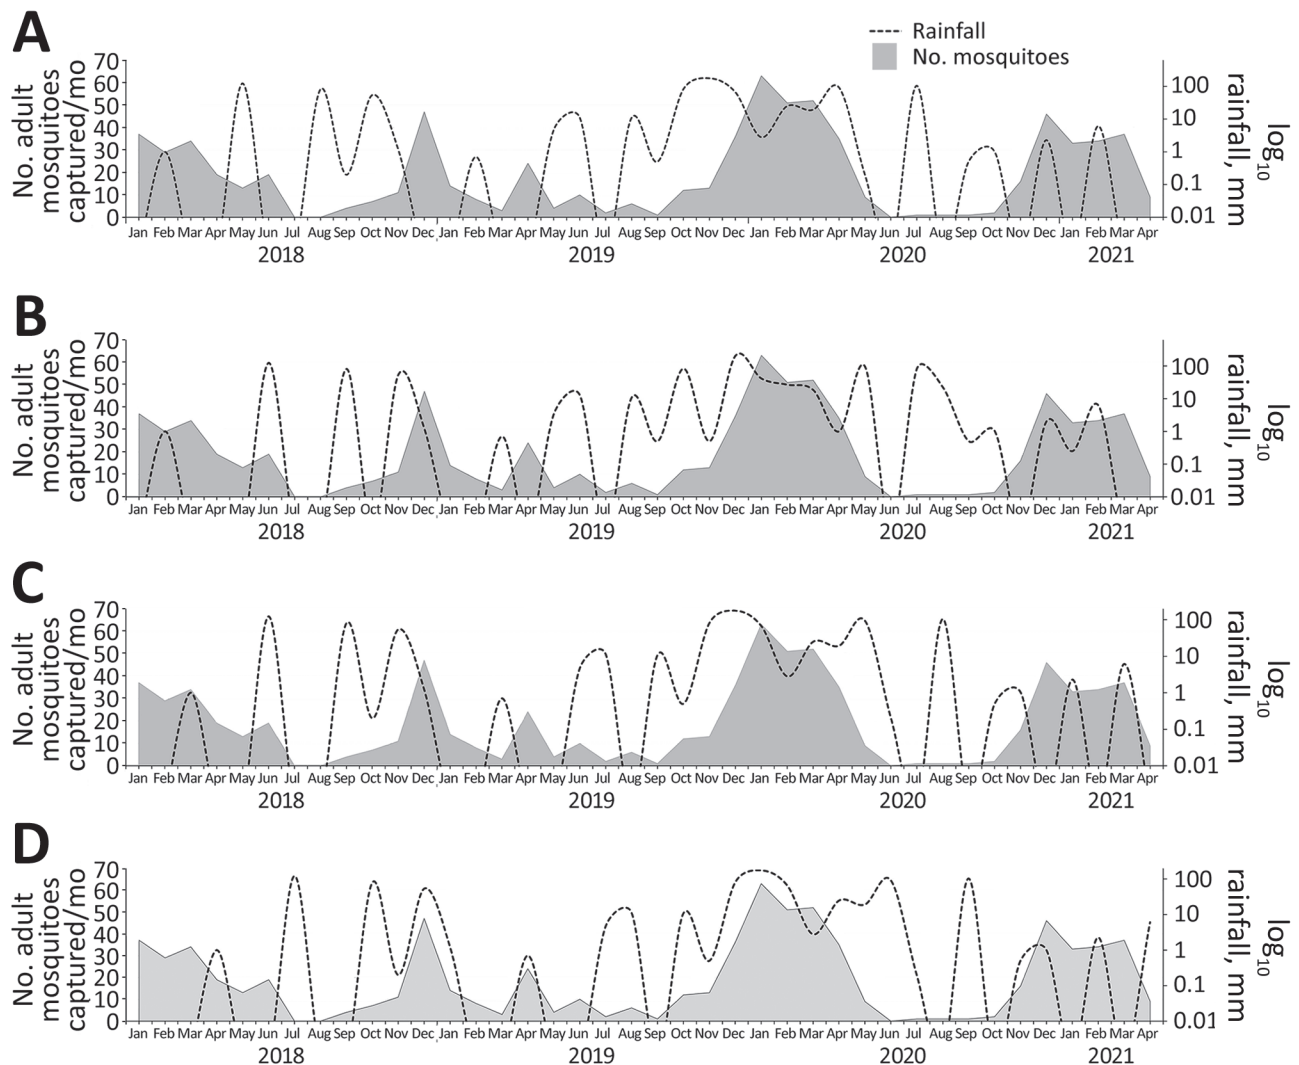 A
Rainfall
No. mosquitoes
No. adult
mosquitoes
captured/mo
70
60
50
40
30
20
10
0
100
10
1
0.1
0.01
log10
rainfall, mm
Jan Feb Mar Apr May Jun Jul Aug Sep Oct Nov Dec Jan Feb Mar Apr May Jun Jul Aug Sep Oct Nov Dec Jan Feb Mar Apr May Jun Jul Aug Sep Oct Nov Dec Jan Feb Mar Apr
2018 2019 2020 2021
B
No. adult
mosquitoes
captured/mo
70
60
50
40
30
20
10
0
100
10
1
0.1
0.01
log10
rainfall, mm
Jan Feb Mar Apr May Jun Jul Aug Sep Oct Nov Dec Jan Feb Mar Apr May Jun Jul Aug Sep Oct Nov Dec Jan Feb Mar Apr May Jun Jul Aug Sep Oct Nov Dec Jan Feb Mar Apr
2018 2019 2020 2021
C
No. adult
mosquitoes
captured/mo
70
60
50
40
30
20
10
0
100
10
1
0.1
0.01
log10
rainfall, mm
Jan Feb Mar Apr May Jun Jul Aug Sep Oct Nov Dec Jan Feb Mar Apr May Jun Jul Aug Sep Oct Nov Dec Jan Feb Mar Apr May Jun Jul Aug Sep Oct Nov Dec Jan Feb Mar Apr
2018 2019 2020 2021
D
No. adult
mosquitoes
captured/mo
70
60
50
40
30
20
10
0
100
10
1
0.1
0.01
log10
rainfall, mm
Jan Feb Mar Apr May Jun Jul Aug Sep Oct Nov Dec Jan Feb Mar Apr May Jun Jul Aug Sep Oct Nov Dec Jan Feb Mar Apr May Jun Jul Aug Sep Oct Nov Dec Jan Feb Mar Apr
2018 2019 2020 2021